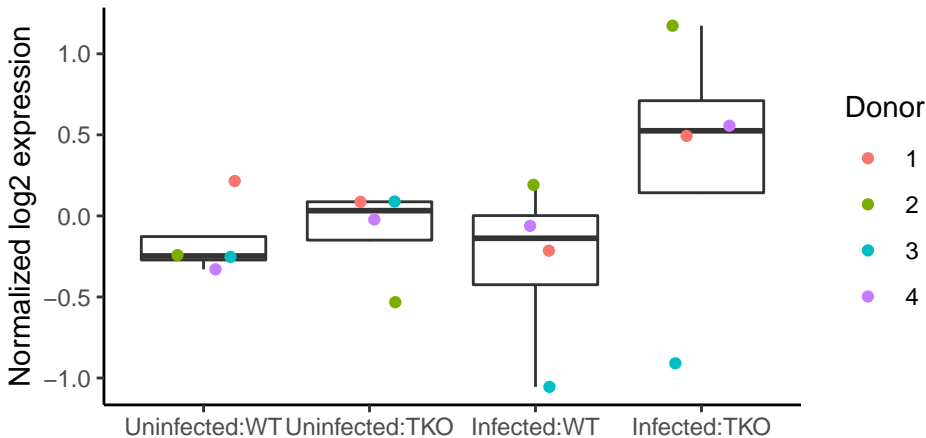 Normalized log2 expression
1.0
0.5
0.0
−0.5
−1.0
Uninfected:WT
Uninfected:TKO
Infected:WT
Infected:TKO
Donor
1
2
3
4